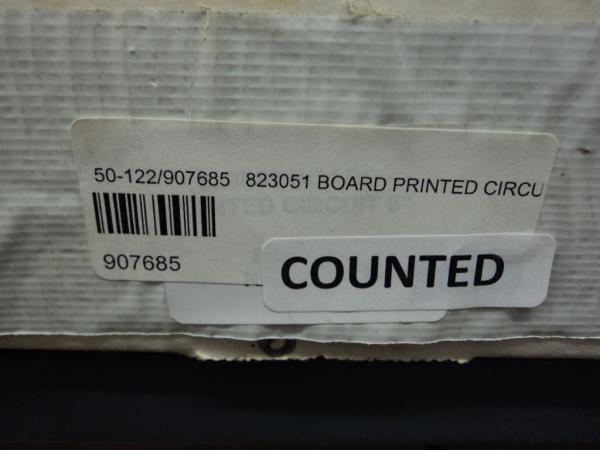 50-122/907685 823051 BOARD PRINTED CIRCU
907685
COUNTED